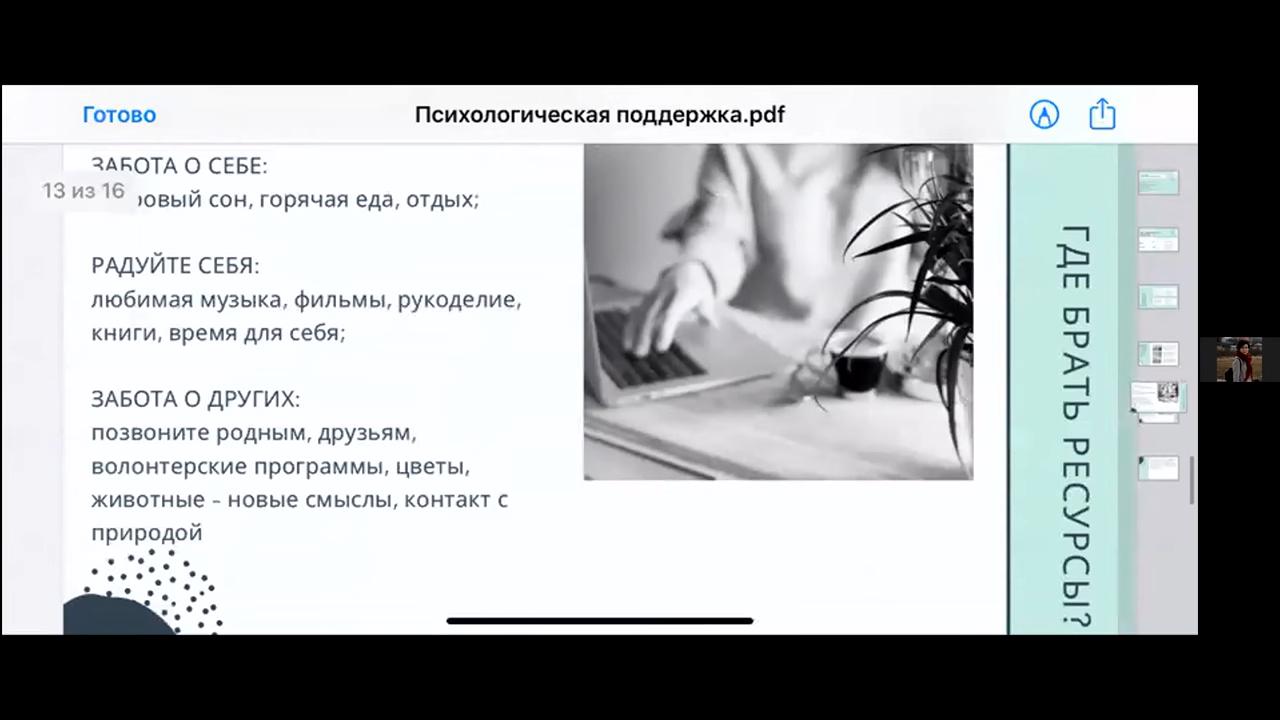 Готово
Психологическая поддержка.pdf
ЗАБОТА О СЕБЕ:
13 из 16
сон, горячая еда, отдых;
РАДУЙТЕ СЕБЯ:
любимая музыка, фильмы, рукоделие,
книги, время для себя;
ЗАБОТА О ДРУГИХ:
позвоните родным, друзьям,
волонтерские программы, цветы,
животные - новые смыслы, контакт с
природой
ГДЕ БРАТЬ РЕСУРСЫ?